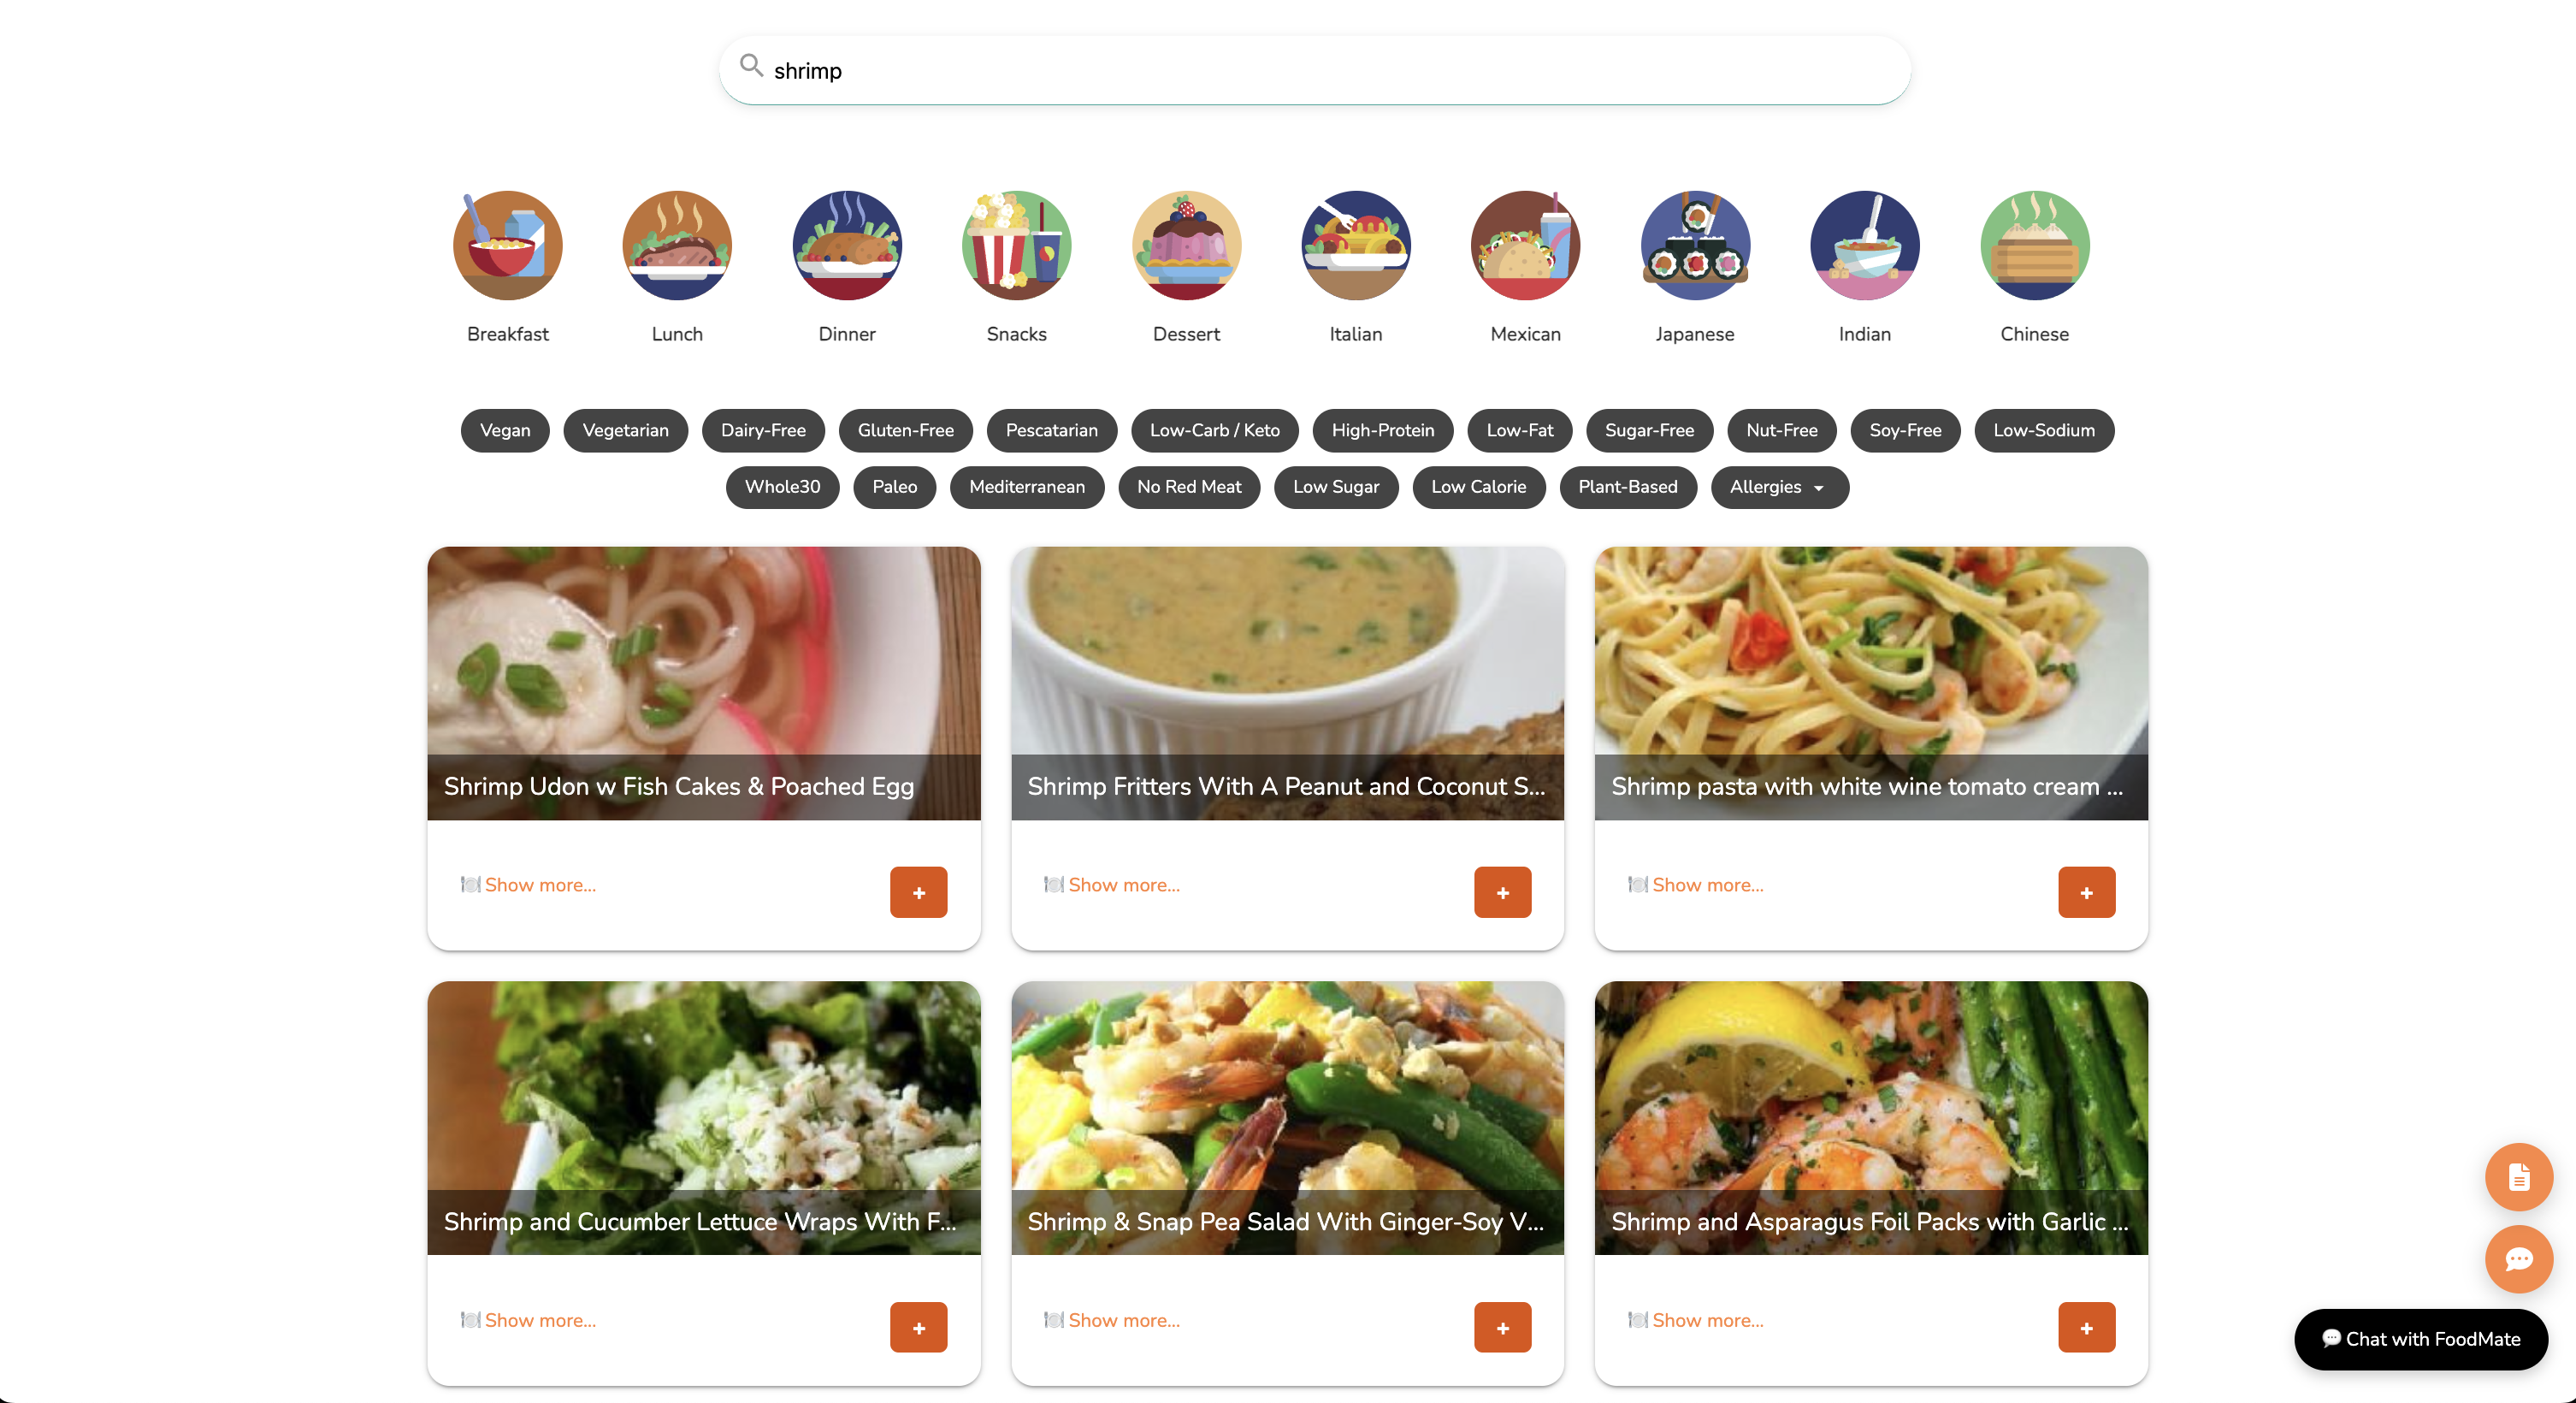 shrimp
Breakfast Lunch Dinner Snacks Dessert Italian Mexican Japanese Indian Chinese
Vegan Vegetarian Dairy-Free Gluten-Free Pescatarian Low-Carb / Keto High-Protein Low-Fat Sugar-Free Nut-Free Soy-Free Low-Sodium
Whole30 Paleo Mediterranean No Red Meat Low Sugar Low Calorie Plant-Based Allergies
Shrimp Udon w Fish Cakes & Poached Egg
Show more...
+
Shrimp Fritters With A Peanut and Coconut S...
Show more...
+
Shrimp pasta with white wine tomato cream ...
Show more...
+
Shrimp and Cucumber Lettuce Wraps With F...
Show more...
+
Shrimp & Snap Pea Salad With Ginger-Soy V...
Show more...
+
Shrimp and Asparagus Foil Packs with Garlic ...
Show more...
+
Chat with FoodMate